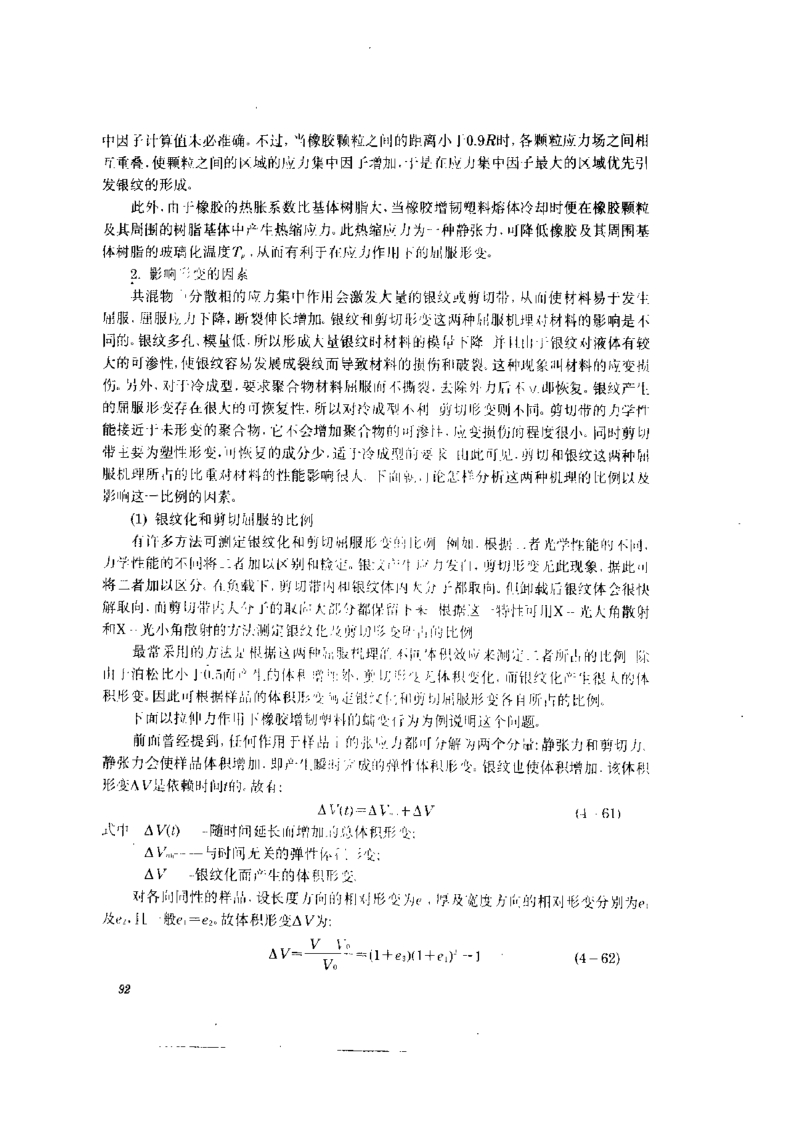 中因子计算值未必准确。不过，当橡胶颗粒之间的距离小于0.9R时，各颗粒应力场之间相
互重叠，使颗粒之间的区域的应力集中因子增加，于是在应力集中因子最大的区域优先引
发银纹的形成。
此外，由于橡胶的热胀系数比基体树脂大，当橡胶增韧塑料熔体冷却时便在橡胶颗粒
及其周围的树脂基体中产生热缩应力。此热缩应力为一种静张力，可降低橡胶及其周围基
体树脂的玻璃化温度Tg，从而有利于在应力作用下的屈服形变。
2. 影响形变的因素
共混物中分散相的应力集中作用会激发大量的银纹或剪切带，从而使材料易于发生
屈服，屈服应力下降，断裂伸长增加。银纹和剪切形变这两种屈服机理对材料的影响是不
同的。银纹多孔，模量低，所以形成大量银纹时材料的模量下降 并且由于银纹对液体有较
大的可渗性，使银纹容易发展成裂纹而导致材料的损伤和破裂。这种现象叫材料的应变损
伤。另外，对于冷成型，要求聚合物材料屈服而不撕裂，去除外力后不立即恢复。银纹产生
的屈服形变存在很大的可恢复性，所以对冷成型不利 剪切形变则不同。剪切带的力学性
能接近于未形变的聚合物，它不会增加聚合物的可渗性，应变损伤的程度很小。同时剪切
带主要为塑性形变，可恢复的成分少，适于冷成型的要求 由此可见，剪切和银纹这两种屈
服机理所占的比重对材料的性能影响很大 下面就讨论怎样分析这两种机理的比例以及
影响这一比例的因素。
(1) 银纹化和剪切屈服的比例
有许多方法可测定银纹化和剪切屈服形变的比例 例如，根据二者光学性能的不同，
力学性能的不同将二者加以区别和检定。银纹产生应力发白，剪切形变无此现象，据此可
将二者加以区分。在负载下，剪切带内和银纹体内大分子都取向。但卸载后银纹体会很快
解取向，而剪切带内大分子的取向大部分都保留下来 根据这一特性可用X－光大角散射
和X－光小角散射的方法测定银纹化及剪切形变所占的比例
最常采用的方法是根据这两种屈服机理的不同体积效应来测定二者所占的比例 除
由于泊松比小于0.5而产生的体积增加外，剪切形变无体积变化，而银纹化产生很大的体
积形变。因此可根据样品的体积形变确定银纹化和剪切屈服形变各自所占的比例。
下面以拉伸力作用下橡胶增韧塑料的蠕变行为为例说明这个问题。
前面曾经提到，任何作用于样品上的张应力都可分解为两个分量：静张力和剪切力。
静张力会使样品体积增加，即产生瞬时完成的弹性体积形变。银纹也使体积增加，该体积
形变ΔV是依赖时间t的。故有：
ΔV(t)=ΔV +ΔV (4-61)
式中 ΔV(t) -随时间延长而增加的总体积形变；
ΔV——与时间无关的弹性体积形变；
ΔV -银纹化而产生的体积形变.
对各向同性的样品，设长度方向的相对形变为e ，厚及宽度方向的相对形变分别为e₁
及e₂，且一般e₁=e₂。故体积形变ΔV为：
ΔV= V-V₀ / V₀ =(1+e₃)(1+e₁)²-1 (4-62)
92